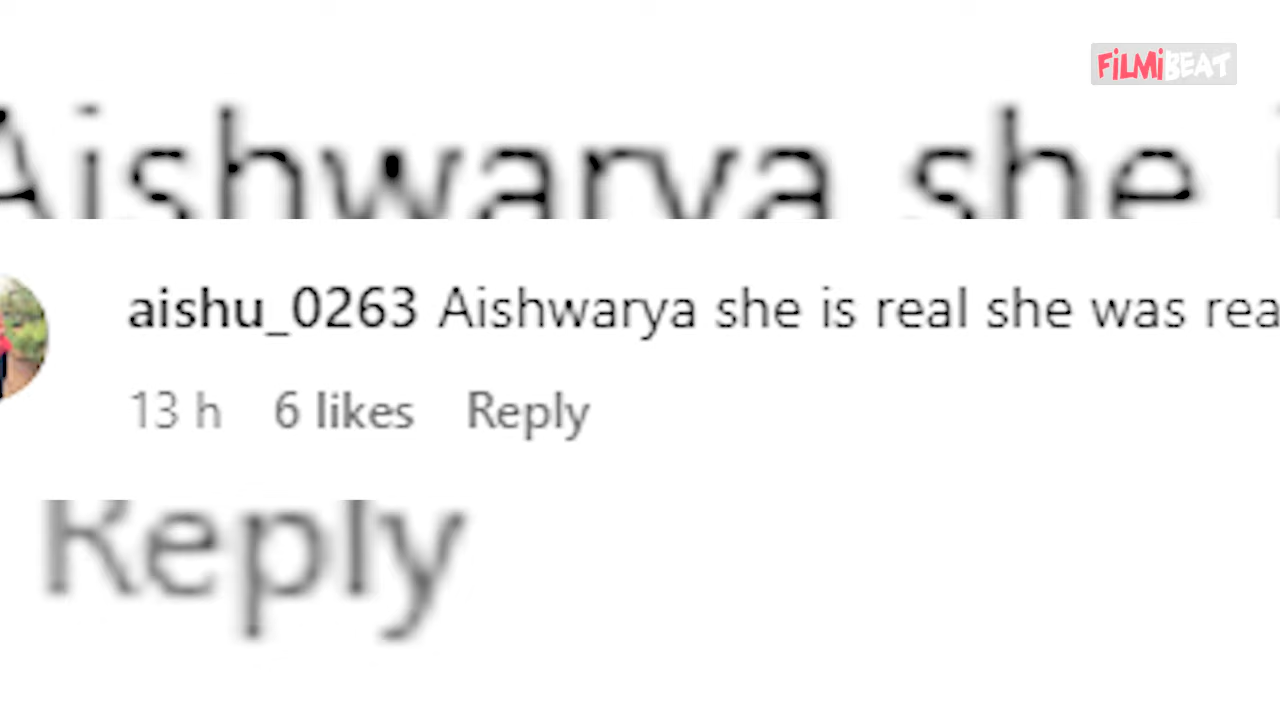 FILMIBEAT
Aishwarya she
aishu_0263 Aishwarya she is real she was rea
13 h 6 likes Reply
Reply